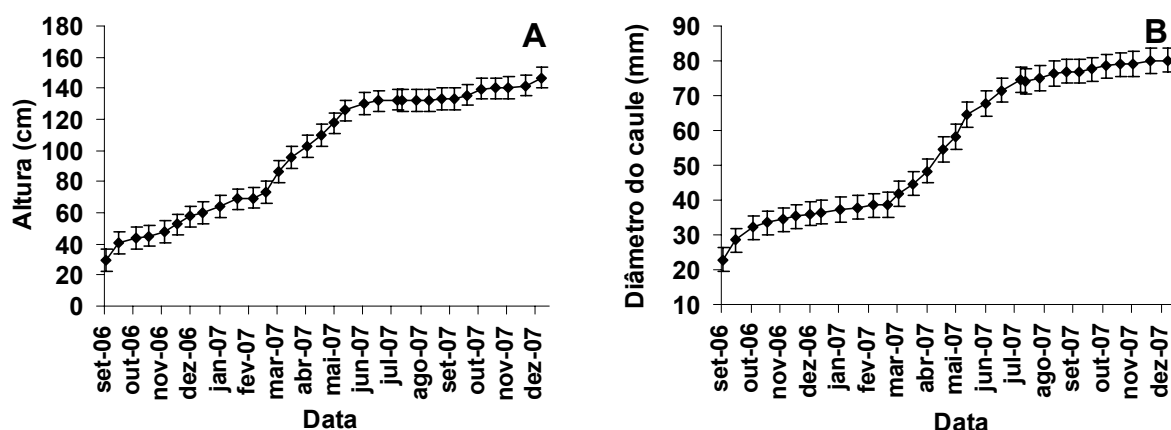 A
Altura (cm)
180
160
140
120
100
80
60
40
20
0
set-06
out-06
nov-06
dez-06
jan-07
fev-07
mar-07
abr-07
mai-07
jun-07
jul-07
ago-07
set-07
out-07
nov-07
dez-07
Data
B
Diâmetro do caule (mm)
90
80
70
60
50
40
30
20
10
set-06
out-06
nov-06
dez-06
jan-07
fev-07
mar-07
abr-07
mai-07
jun-07
jul-07
ago-07
set-07
out-07
nov-07
dez-07
Data